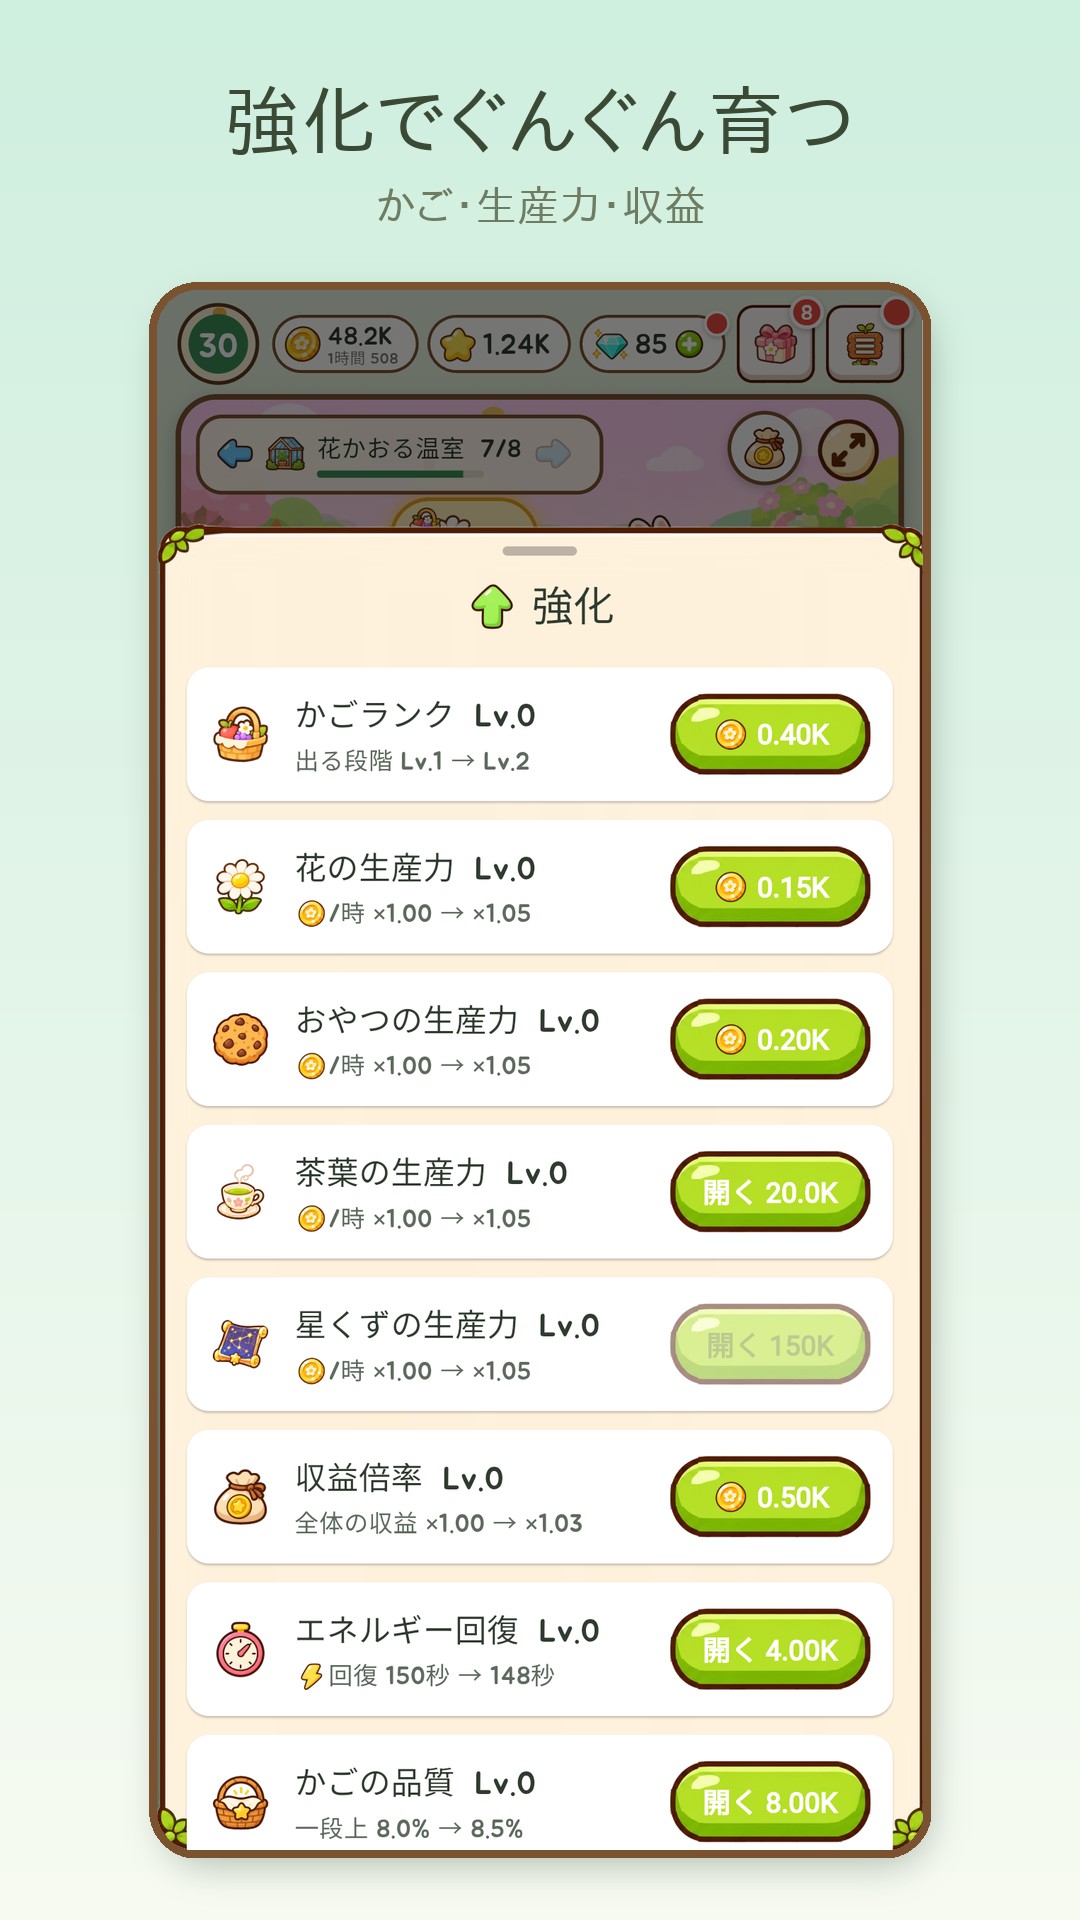 強化でぐんぐん育つ
かご・生産力・収益
30
48.2K
1時間 508
1.24K
85
8
花かおる温室 7/8
強化
かごランク Lv.0
出る段階 Lv.1 → Lv.2
0.40K
花の生産力 Lv.0
/時 ×1.00 → ×1.05
0.15K
おやつの生産力 Lv.0
/時 ×1.00 → ×1.05
0.20K
茶葉の生産力 Lv.0
/時 ×1.00 → ×1.05
開く 20.0K
星くずの生産力 Lv.0
/時 ×1.00 → ×1.05
開く 150K
収益倍率 Lv.0
全体の収益 ×1.00 → ×1.03
0.50K
エネルギー回復 Lv.0
回復 150秒 → 148秒
開く 4.00K
かごの品質 Lv.0
一段上 8.0% → 8.5%
開く 8.00K